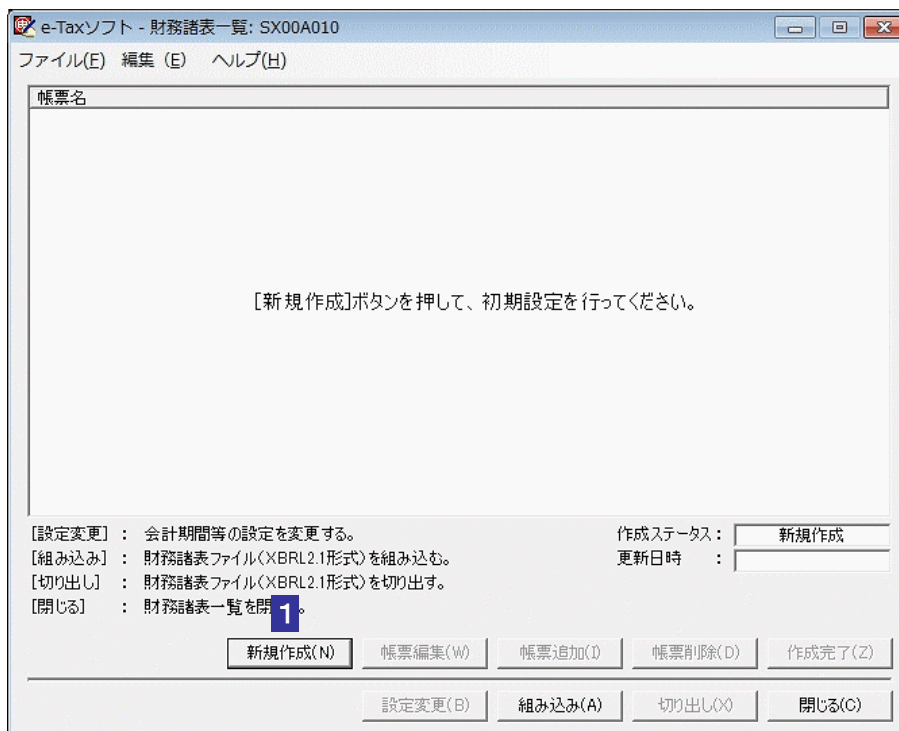 e-Taxソフト - 財務諸表一覧: SX00A010
ファイル(F) 編集 (E) ヘルプ(H)
帳票名
[新規作成]ボタンを押して、初期設定を行ってください。
[設定変更] : 会計期間等の設定を変更する。
[組み込み] : 財務諸表ファイル(XBRL2.1形式)を組み込む。
[切り出し] : 財務諸表ファイル(XBRL2.1形式)を切り出す。
[閉じる] : 財務諸表一覧を閉 。
作成ステータス : 新規作成
更新日時 :
1
新規作成(N) 帳票編集(W) 帳票追加(I) 帳票削除(D) 作成完了(Z)
設定変更(B) 組み込み(A) 切り出し(X) 閉じる(C)